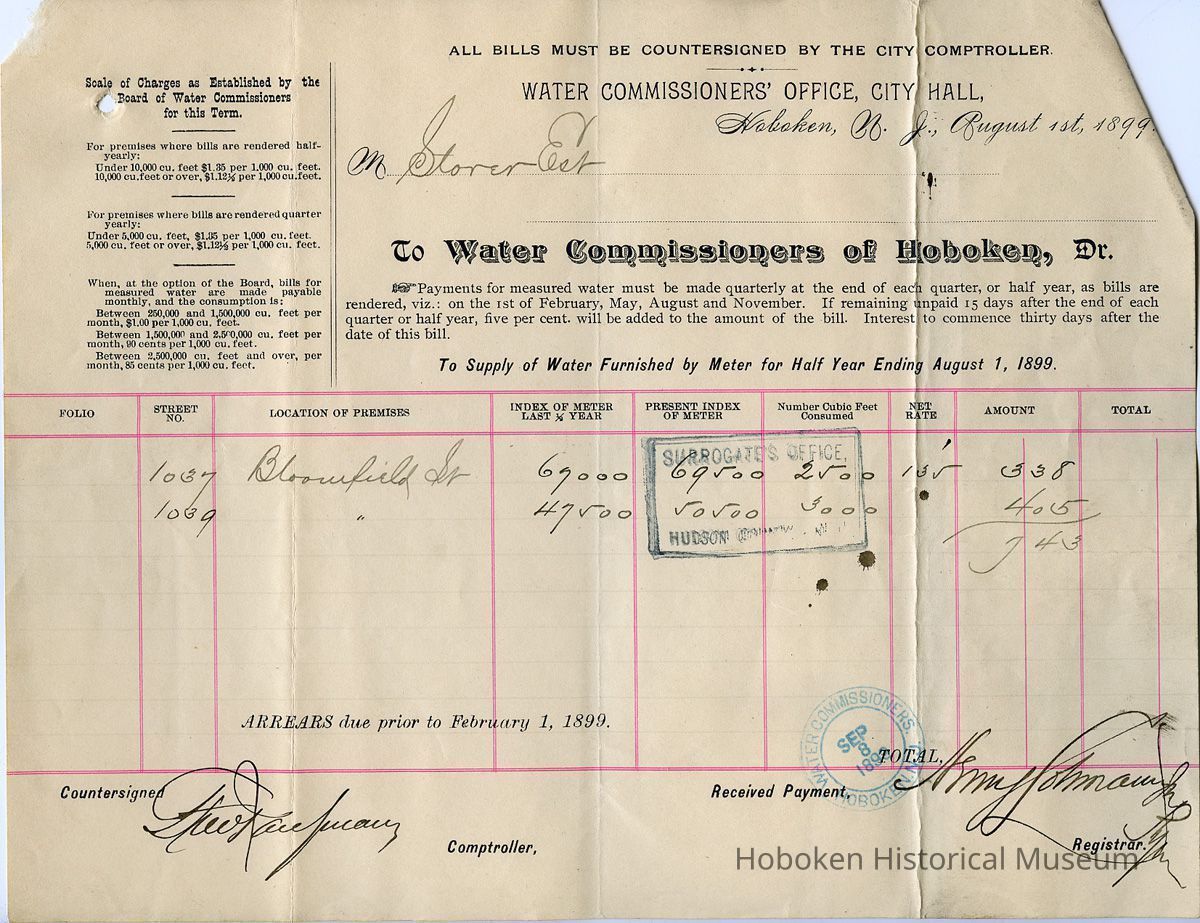 ALL BILLS MUST BE COUNTERSIGNED BY THE CITY COMPTROLLER.
WATER COMMISSIONERS' OFFICE, CITY HALL,
Hoboken, N. J., August 1st, 1899.
M Storer Est
To Water Commissioners of Hoboken, Dr.
Payments for measured water must be made quarterly at the end of each quarter, or half year, as bills are
rendered, viz.: on the 1st of February, May, August and November. If remaining unpaid 15 days after the end of each
quarter or half year, five per cent. will be added to the amount of the bill. Interest to commence thirty days after the
date of this bill.
To Supply of Water Furnished by Meter for Half Year Ending August 1, 1899.
Scale of Charges as Established by the
Board of Water Commissioners
for this Term.
For premises where bills are rendered half-
yearly:
Under 10,000 cu. feet $1.35 per 1.000 cu. feet.
10,000 cu.feet or over, $1.12½ per 1,000 cu.feet.
For premises where bills are rendered quarter
yearly:
Under 5,000 cu. feet, $1.35 per 1,000 cu. feet.
5,000 cu. feet or over, $1.12½ per 1,000 cu. feet.
When, at the option of the Board, bills for
measured water are made payable
monthly, and the consumption is:
Between 250,000 and 1,500,000 cu. feet per
month, $1.00 per 1,000 cu. feet.
Between 1,500,000 and 2,500,000 cu. feet per
month, 90 cents per 1,000 cu. feet.
Between 2,500,000 cu. feet and over, per
month, 85 cents per 1,000 cu. feet.
FOLIO STREET NO. LOCATION OF PREMISES INDEX OF METER LAST ½ YEAR PRESENT INDEX OF METER Number Cubic Feet Consumed NET RATE AMOUNT TOTAL
1037 Bloomfield St 67000 69500 2500 135 3 38
1039 " 47500 50500 3000 4 05
7 43
SURROGATE'S OFFICE,
HUDSON
ARREARS due prior to February 1, 1899.
WATER COMMISSIONERS,
SEP
8
HOBOKEN, N.J.
TOTAL,
Countersigned
Comptroller,
Received Payment,
Registrar.
Hoboken Historical Museum